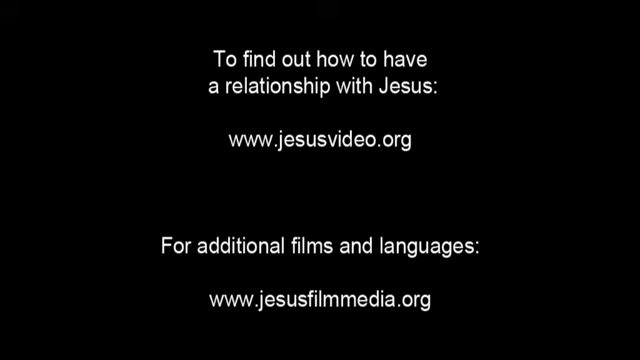 To find out how to have
a relationship with Jesus:
www.jesusvideo.org
For additional films and languages:
www.jesusfilmmedia.org